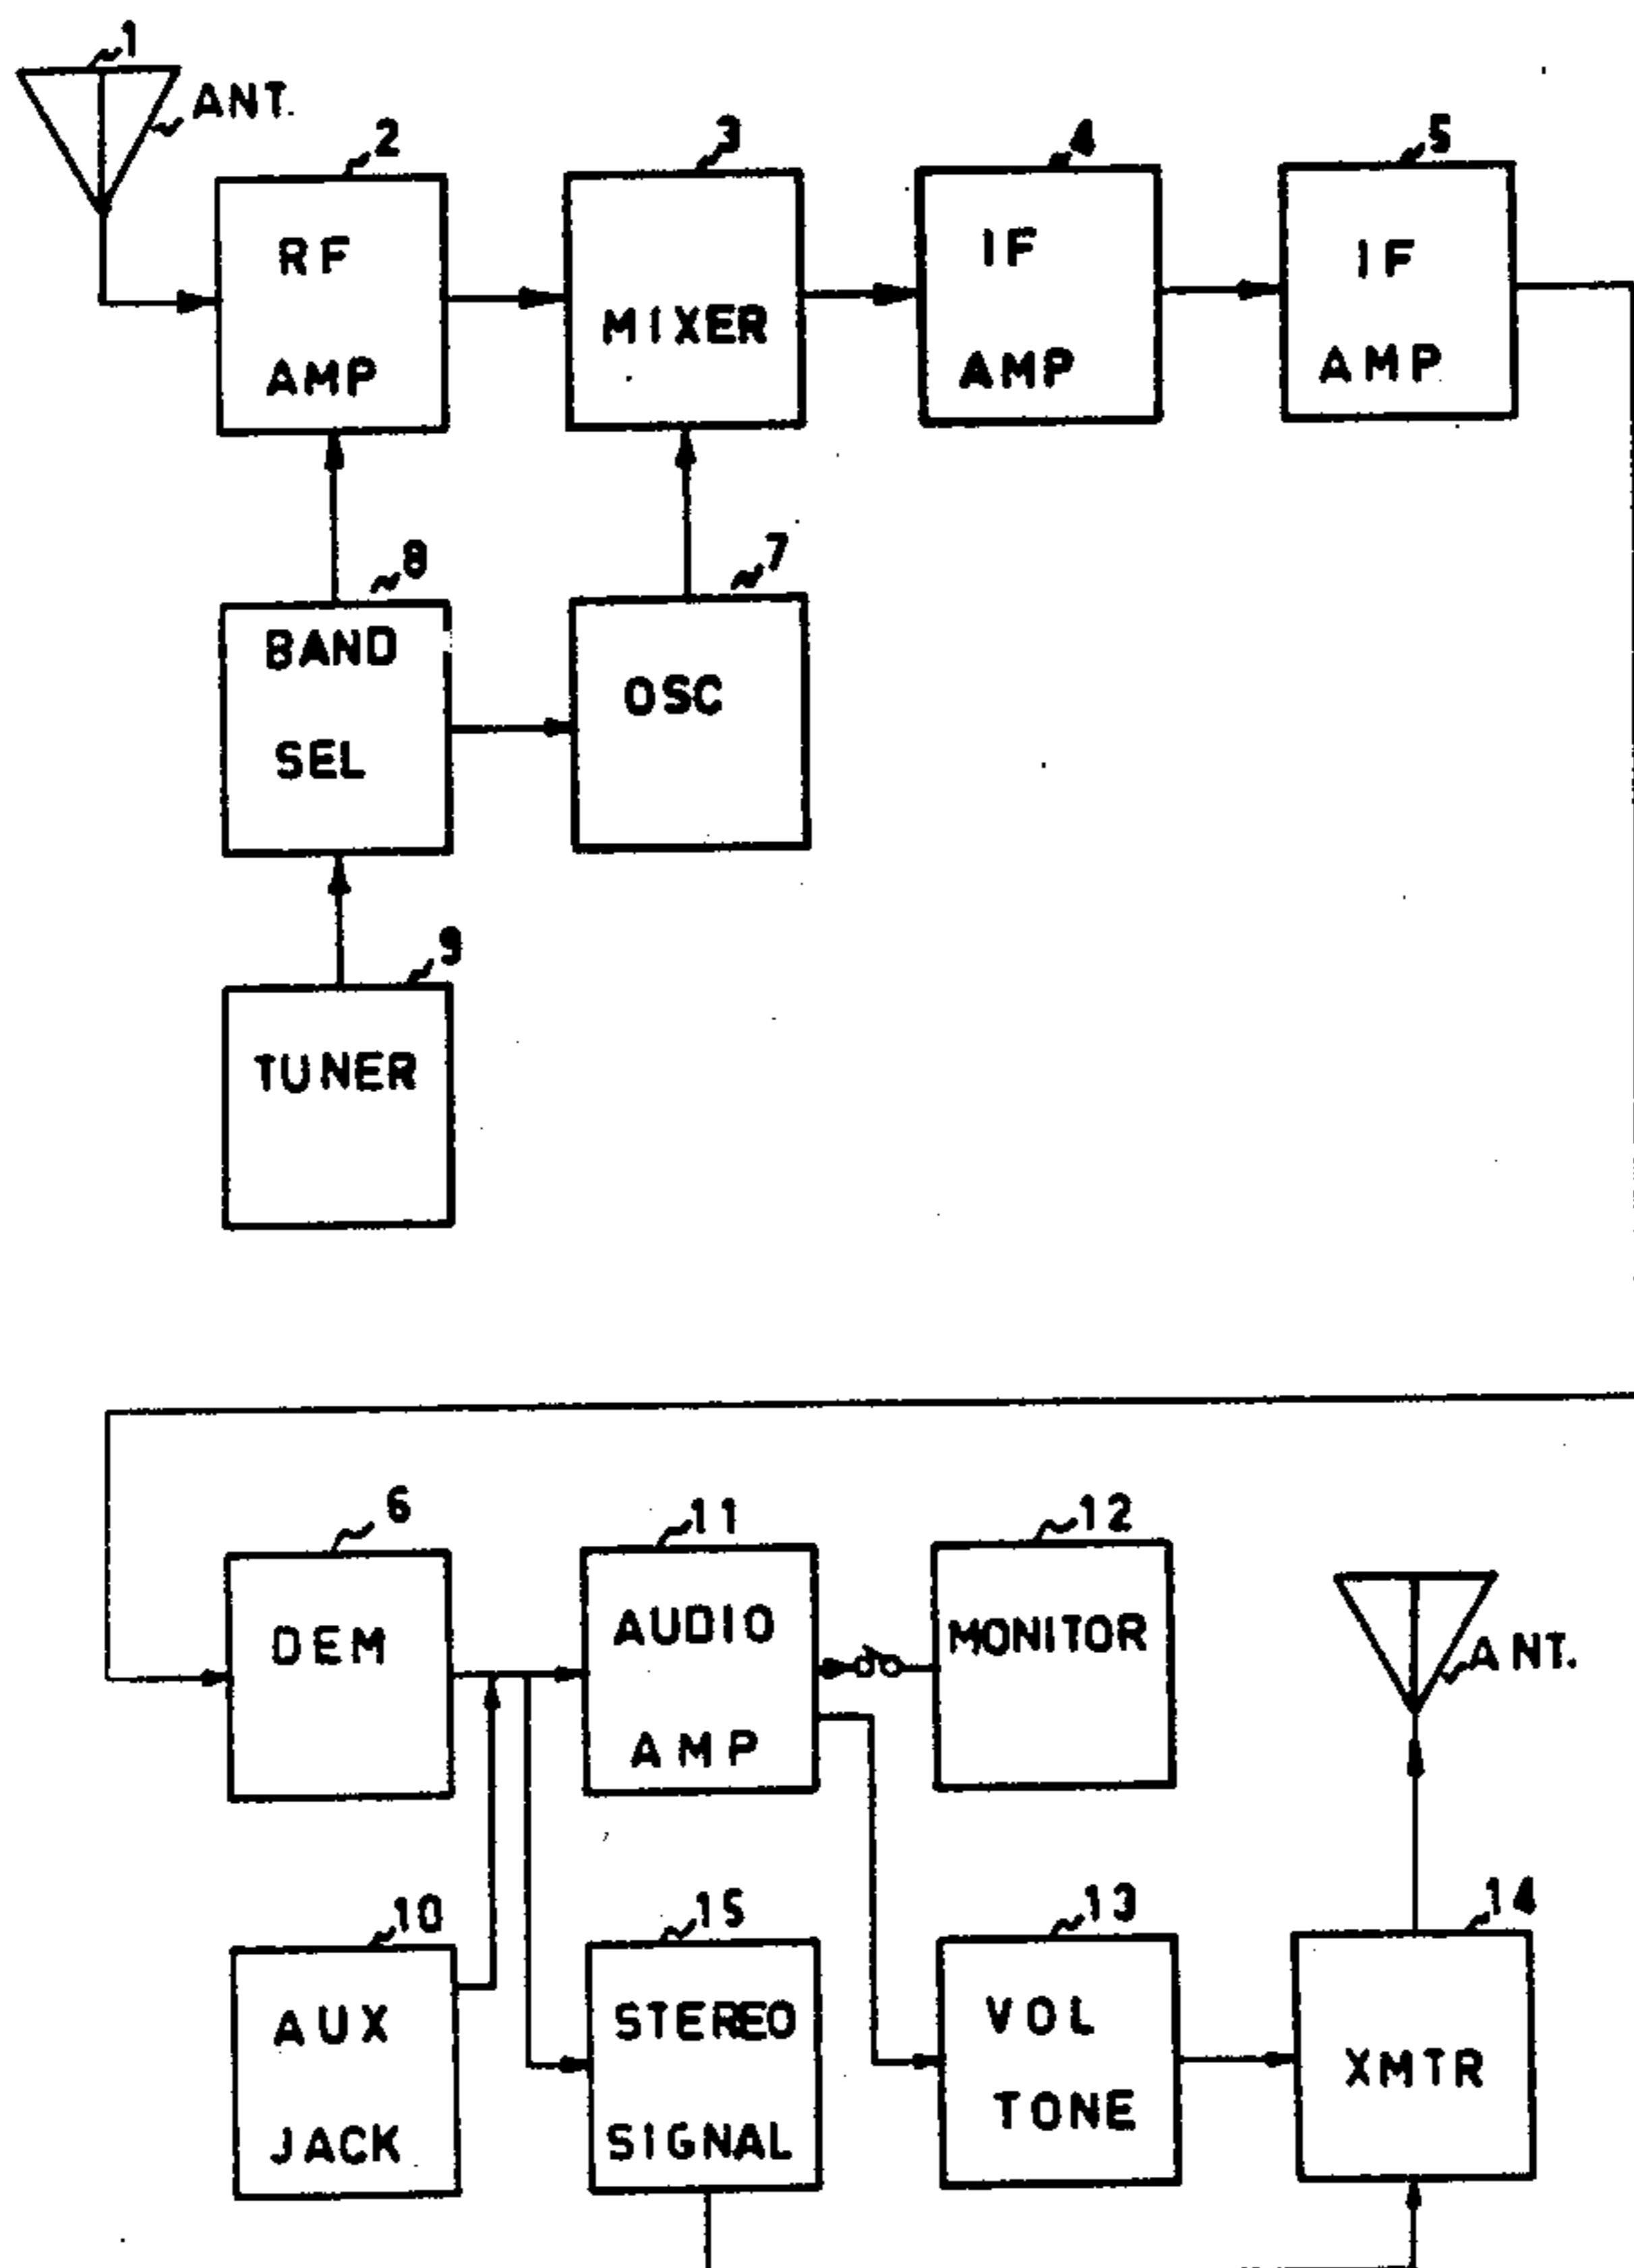 1
ANT.
2
RF
AMP
3
MIXER
4
IF
AMP
5
IF
AMP
8
BAND
SEL
7
OSC
9
TUNER
6
DEM
11
AUDIO
AMP
12
MONITOR
ANT.
10
AUX
JACK
15
STEREO
SIGNAL
13
VOL
TONE
14
XMTR